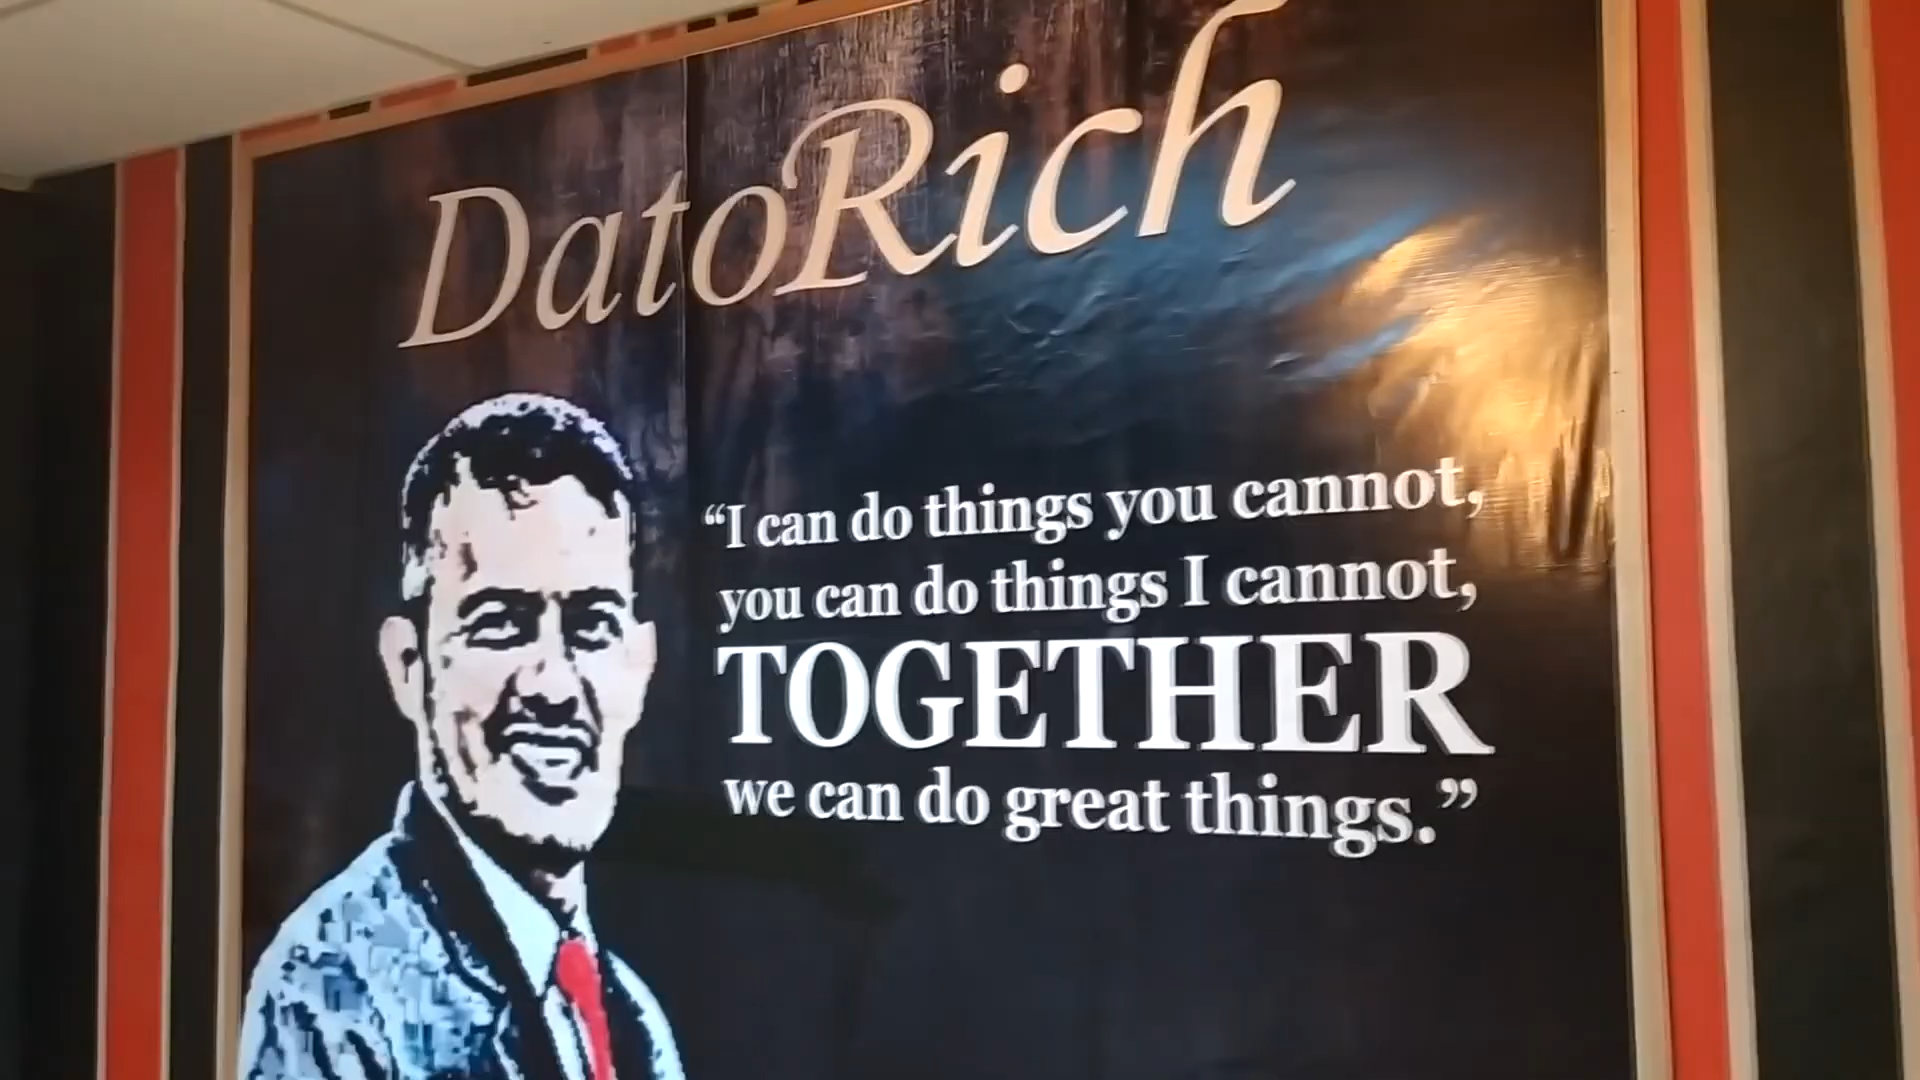 DatoRich
“I can do things you cannot,
you can do things I cannot,
TOGETHER
we can do great things.”